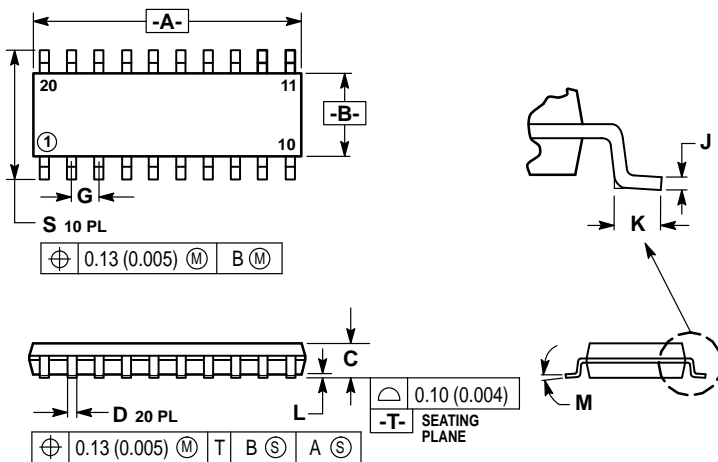 -A-
20 11
-B-
1 10
J
G
K
S 10 PL
⌖ 0.13 (0.005) Ⓜ B Ⓜ
C
L
D 20 PL
⌓ 0.10 (0.004)
-T- SEATING
PLANE
M
⌖ 0.13 (0.005) Ⓜ T B Ⓢ A Ⓢ